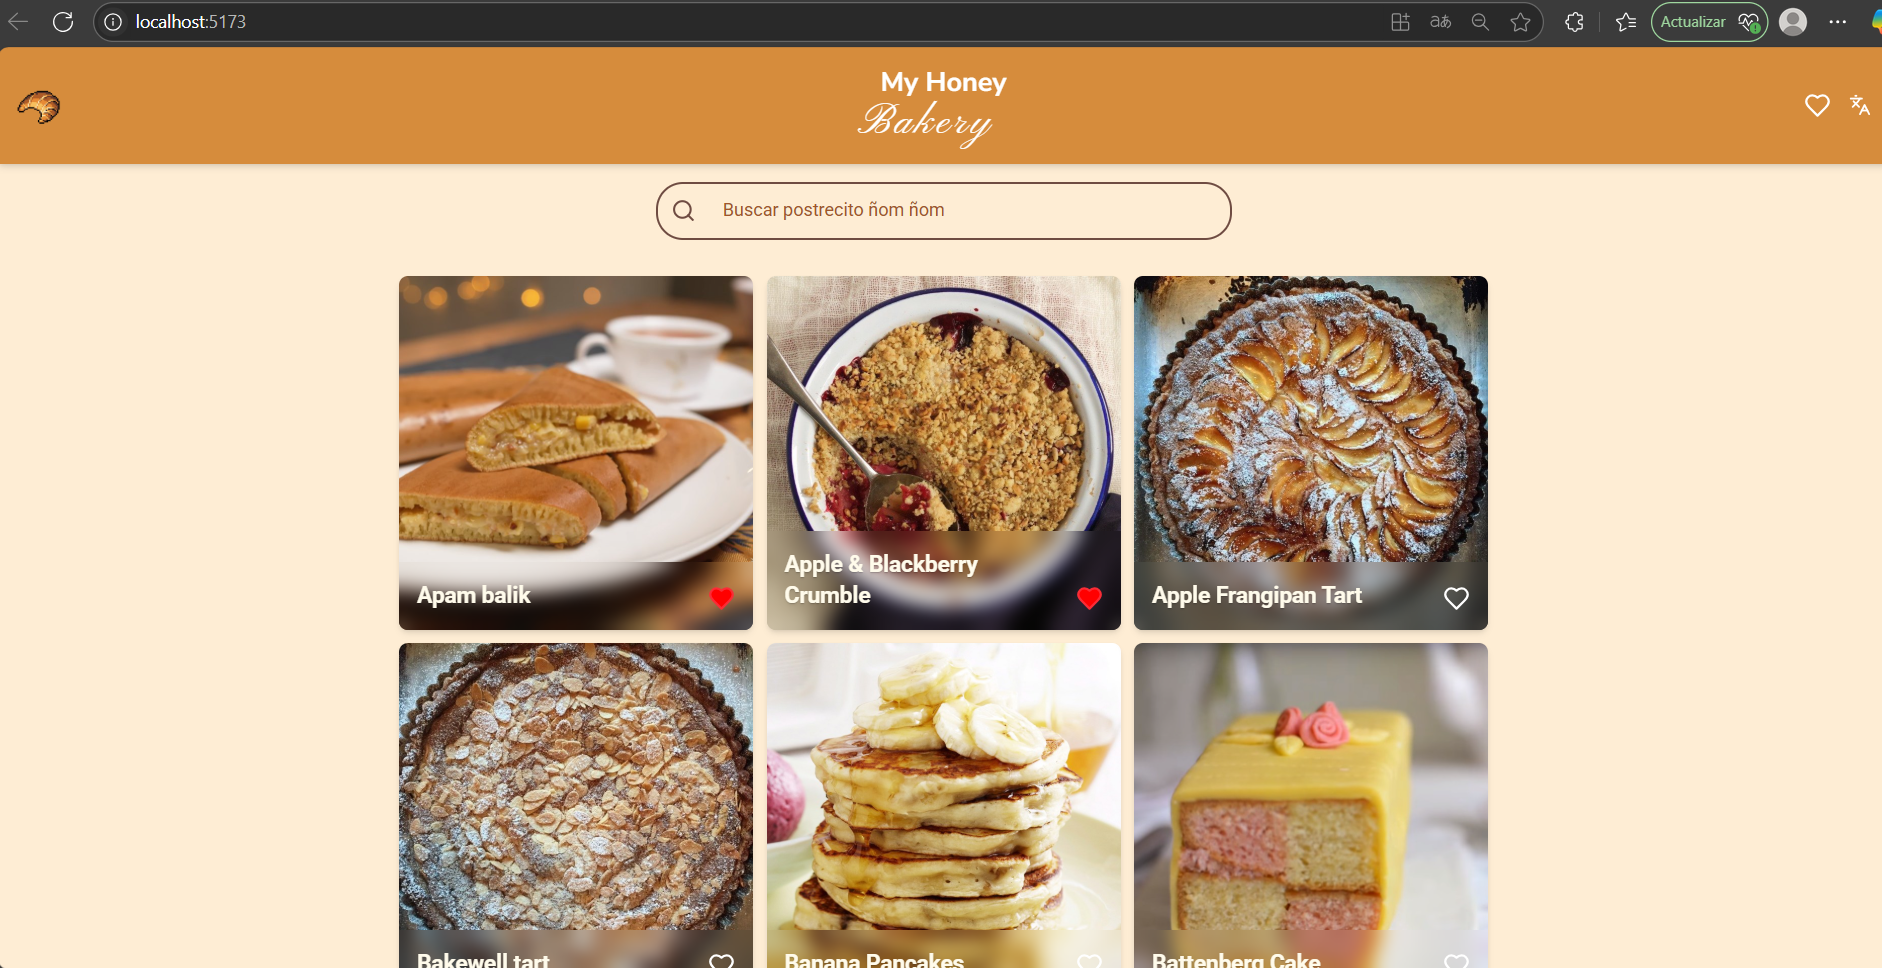 localhost:5173
Actualizar
My Honey
Bakery
Buscar postrecito ñom ñom
Apam balik
Apple & Blackberry
Crumble
Apple Frangipan Tart
Bakewell tart
Banana Pancakes
Battenberg Cake